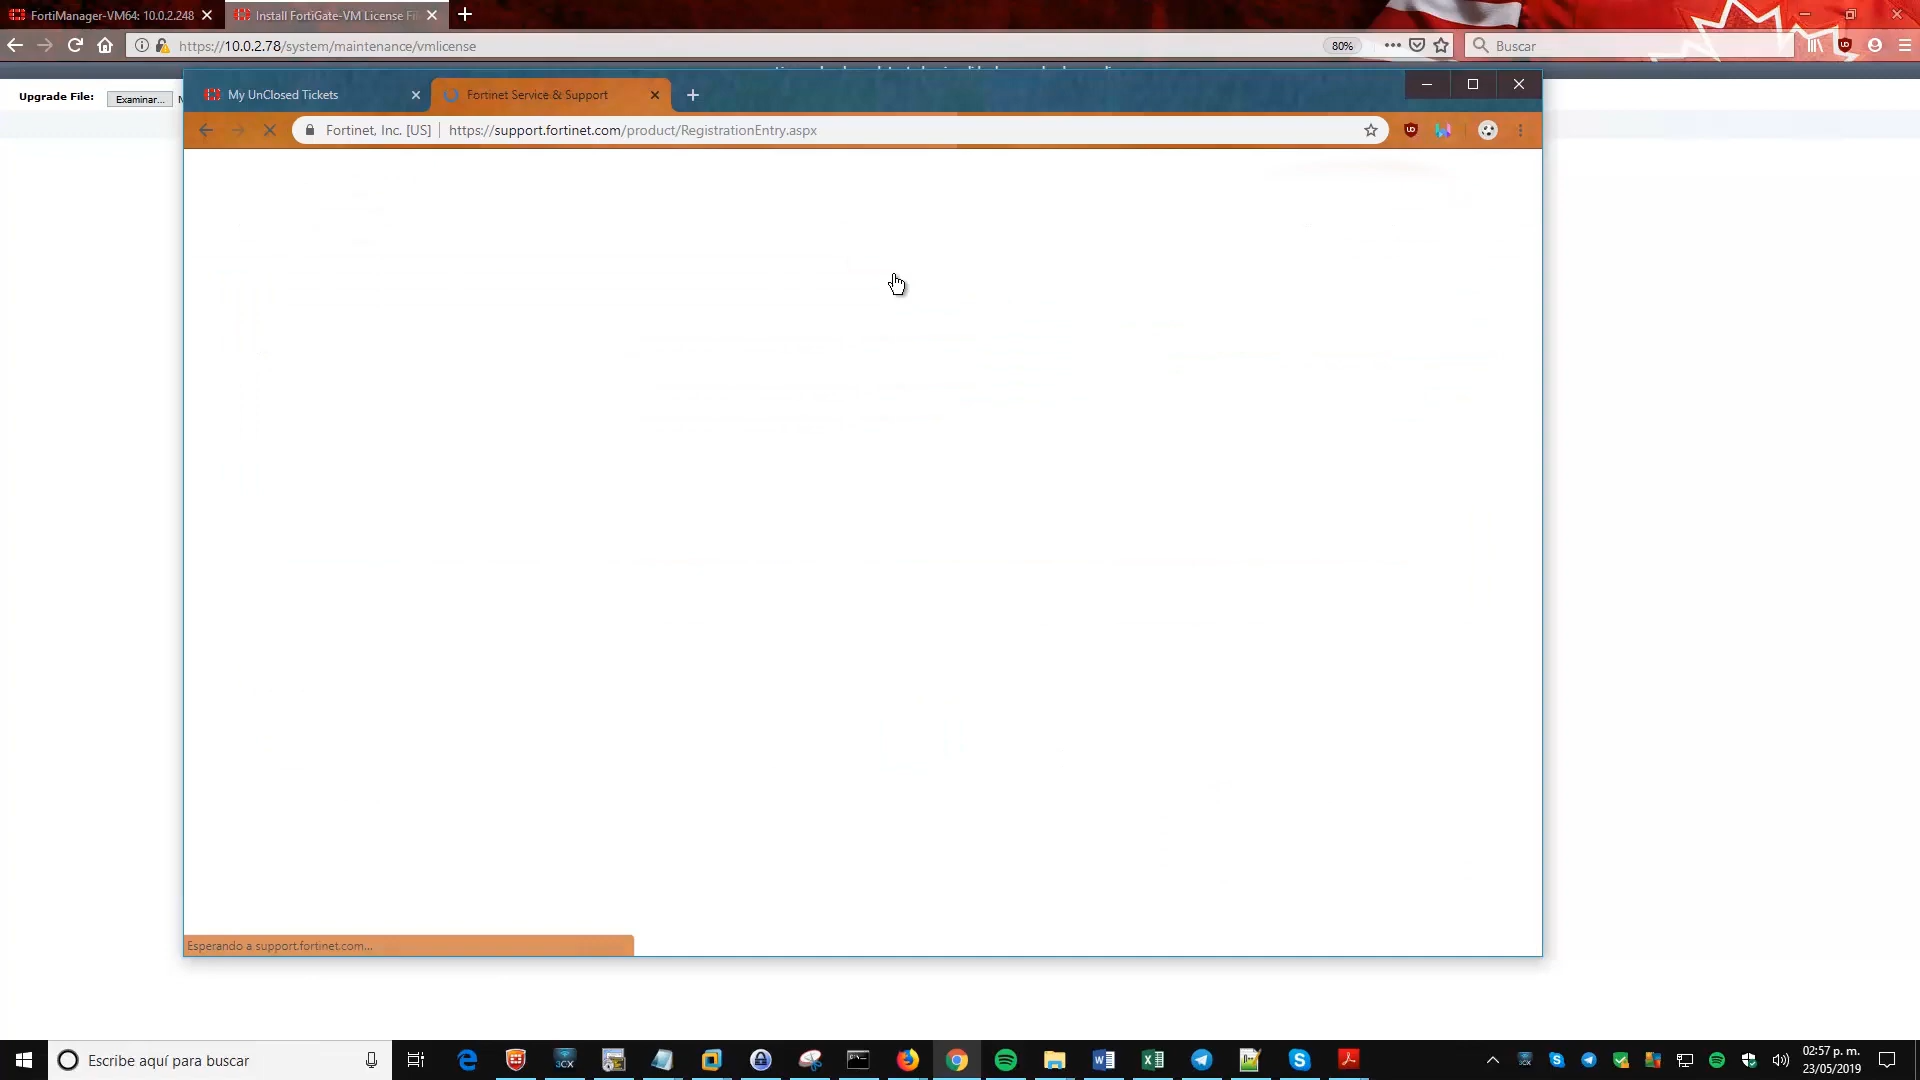 FortiManager-VM64: 10.0.2.248
Install FortiGate-VM License Fi
https://10.0.2.78/system/maintenance/vmlicense
80%
Buscar
Upgrade File:
Examinar...
My UnClosed Tickets
Fortinet Service & Support
Fortinet, Inc. [US]
https://support.fortinet.com/product/RegistrationEntry.aspx
Esperando a support.fortinet.com...
Escribe aquí para buscar
3CX
02:57 p. m.
23/05/2019